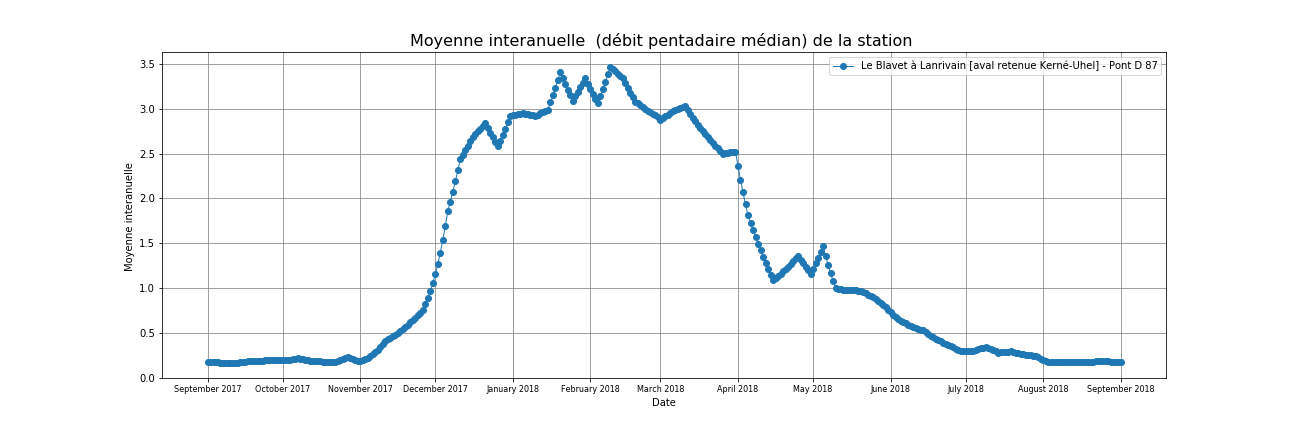 Moyenne interanuelle  (débit pentadaire médian) de la station
Le Blavet à Lanrivain [aval retenue Kerné-Uhel] - Pont D 87
Moyenne interanuelle
3.5
3.0
2.5
2.0
1.5
1.0
0.5
0.0
September 2017 October 2017 November 2017 December 2017 January 2018 February 2018 March 2018 April 2018 May 2018 June 2018 July 2018 August 2018 September 2018
Date